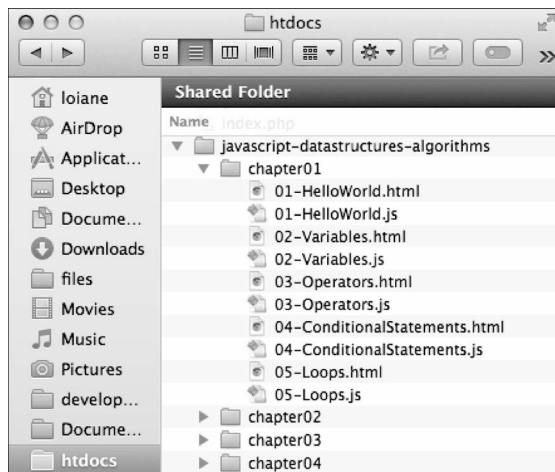 htdocs
loiane
AirDrop
Applicat...
Desktop
Docume...
Downloads
files
Movies
Music
Pictures
develop...
Docume...
htdocs
Shared Folder
Name
index.php
javascript-datastructures-algorithms
chapter01
01-HelloWorld.html
01-HelloWorld.js
02-Variables.html
02-Variables.js
03-Operators.html
03-Operators.js
04-ConditionalStatements.html
04-ConditionalStatements.js
05-Loops.html
05-Loops.js
chapter02
chapter03
chapter04